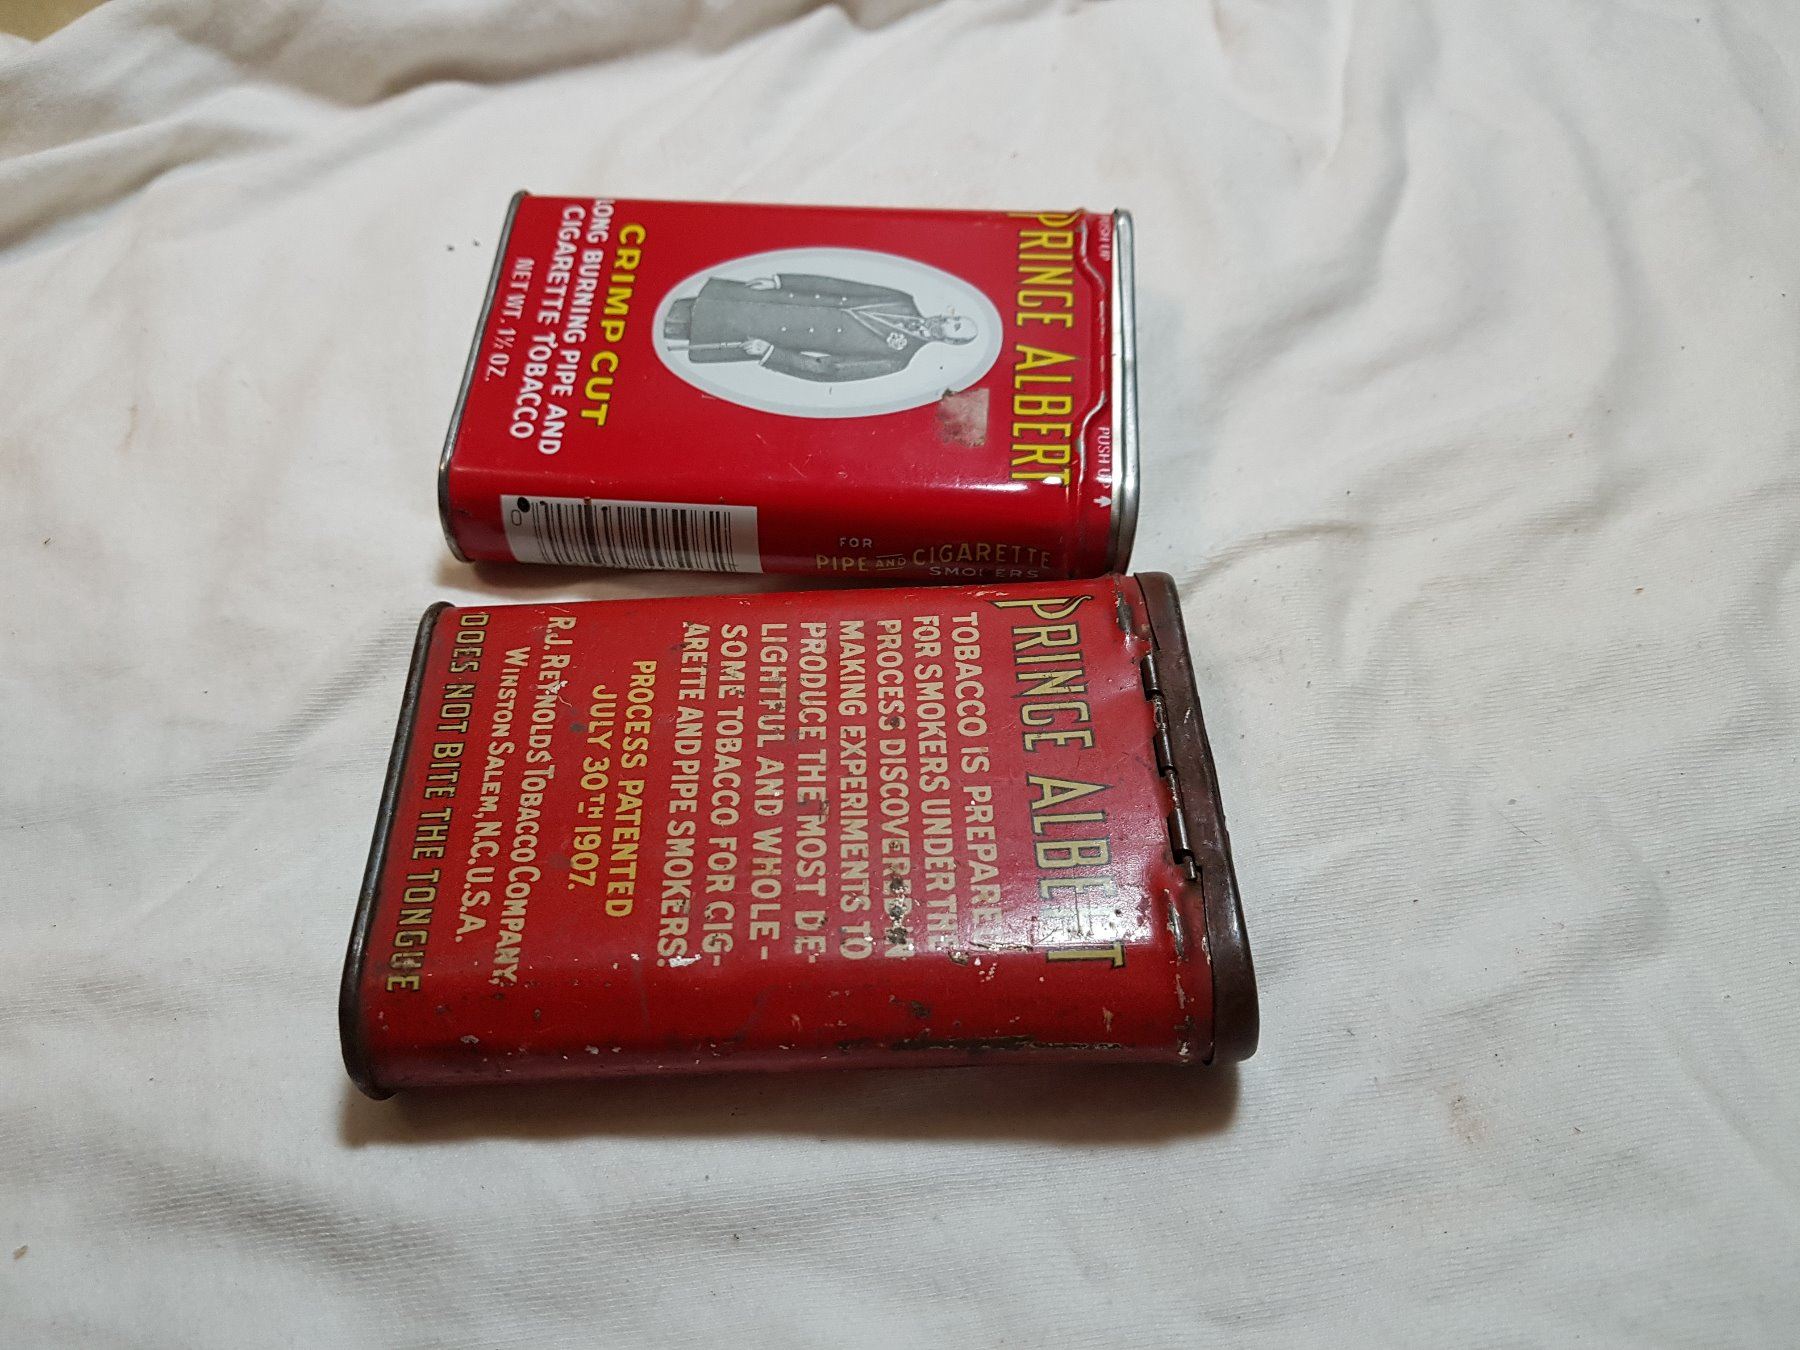 PRINCE ALBERT
PUSH UP
PUSH UP
CRIMP CUT
LONG BURNING PIPE AND
CIGARETTE TOBACCO
NET WT. 1½ OZ.
FOR
PIPE AND CIGARETTE
SMOKERS
0
PRINCE ALBERT
TOBACCO IS PREPARED
FOR SMOKERS UNDER THE
PROCESS DISCOVERED IN
MAKING EXPERIMENTS TO
PRODUCE THE MOST DE-
LIGHTFUL AND WHOLE-
SOME TOBACCO FOR CIG-
ARETTE AND PIPE SMOKERS.
PROCESS PATENTED
JULY 30TH 1907.
R.J. REYNOLDS TOBACCO COMPANY,
WINSTON SALEM, N.C. U.S.A.
DOES NOT BITE THE TONGUE